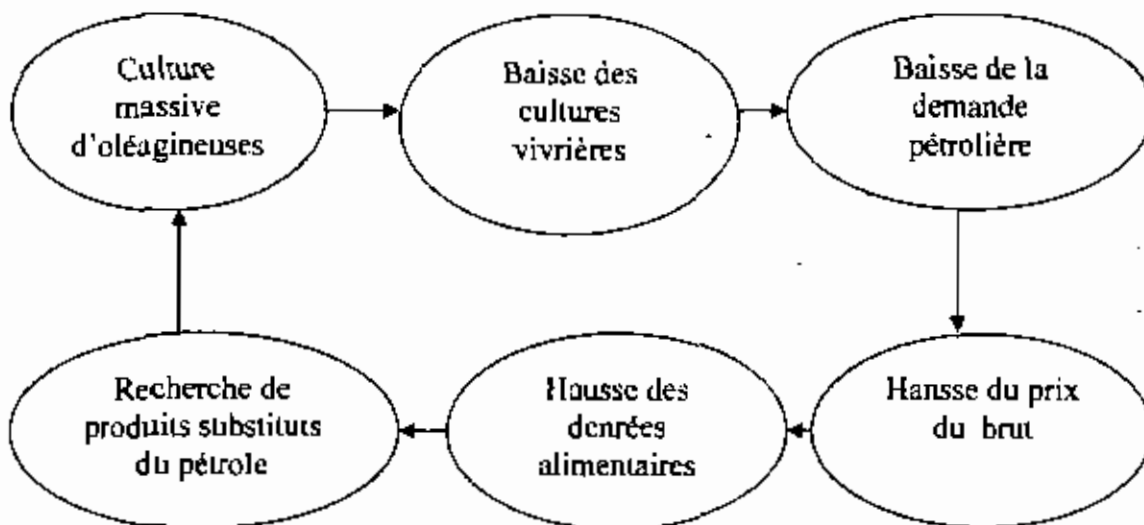 Culture
massive
d'oléagineuses
Baisse des
cultures
vivrières
Baisse de la
demande
pétrolière
Recherche de
produits substituts
du pétrole
Hausse des
denrées
alimentaires
Hausse du prix
du brut